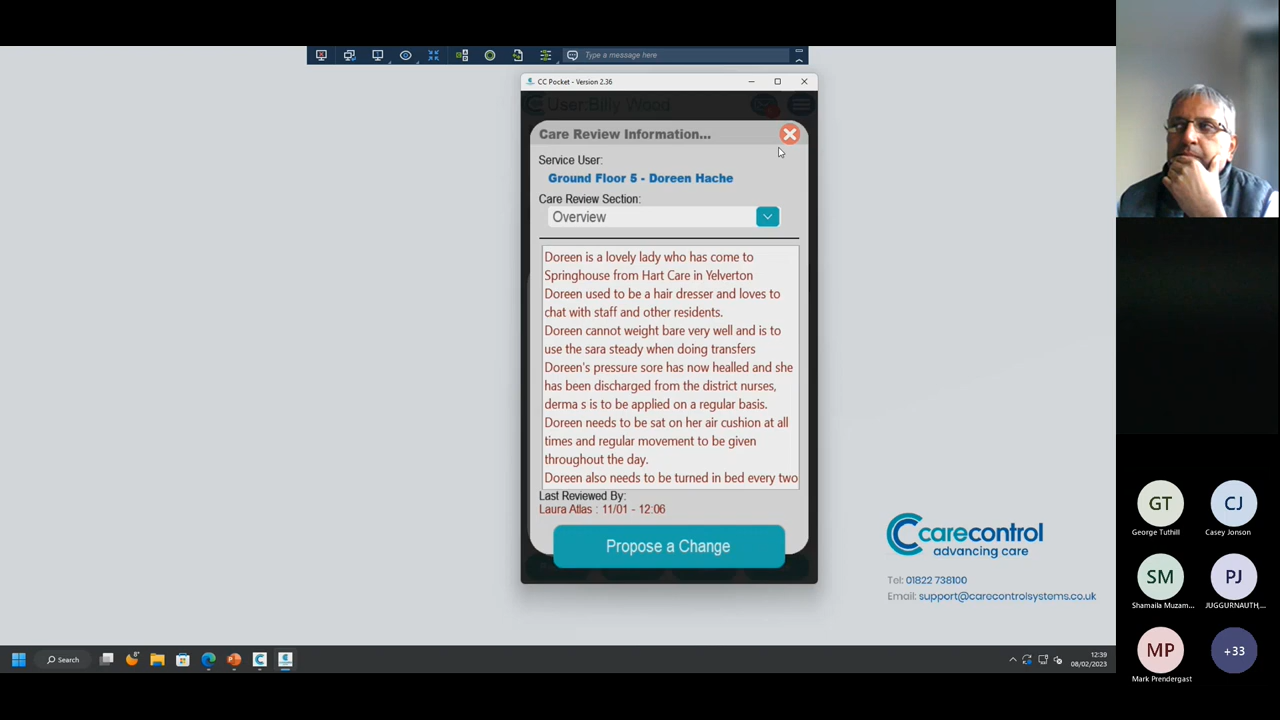 Type a message here
CC Pocket - Version 2.36
User:Billy Wood
Care Review Information...
Service User:
Ground Floor 5 - Doreen Hache
Care Review Section:
Overview
Doreen is a lovely lady who has come to
Springhouse from Hart Care in Yelverton
Doreen used to be a hair dresser and loves to
chat with staff and other residents.
Doreen cannot weight bare very well and is to
use the sara steady when doing transfers
Doreen's pressure sore has now healled and she
has been discharged from the district nurses,
derma s is to be applied on a regular basis.
Doreen needs to be sat on her air cushion at all
times and regular movement to be given
throughout the day.
Doreen also needs to be turned in bed every two
Last Reviewed By:
Laura Atlas : 11/01 - 12:06
Propose a Change
carecontrol
advancing care
Tel: 01822 738100
Email: support@carecontrolsystems.co.uk
Search
8°
12:39
08/02/2023
GT
CJ
George Tuthill
Casey Jonson
SM
PJ
Shamaila Muzam...
JUGGURNAUTH,...
MP
+33
Mark Prendergast